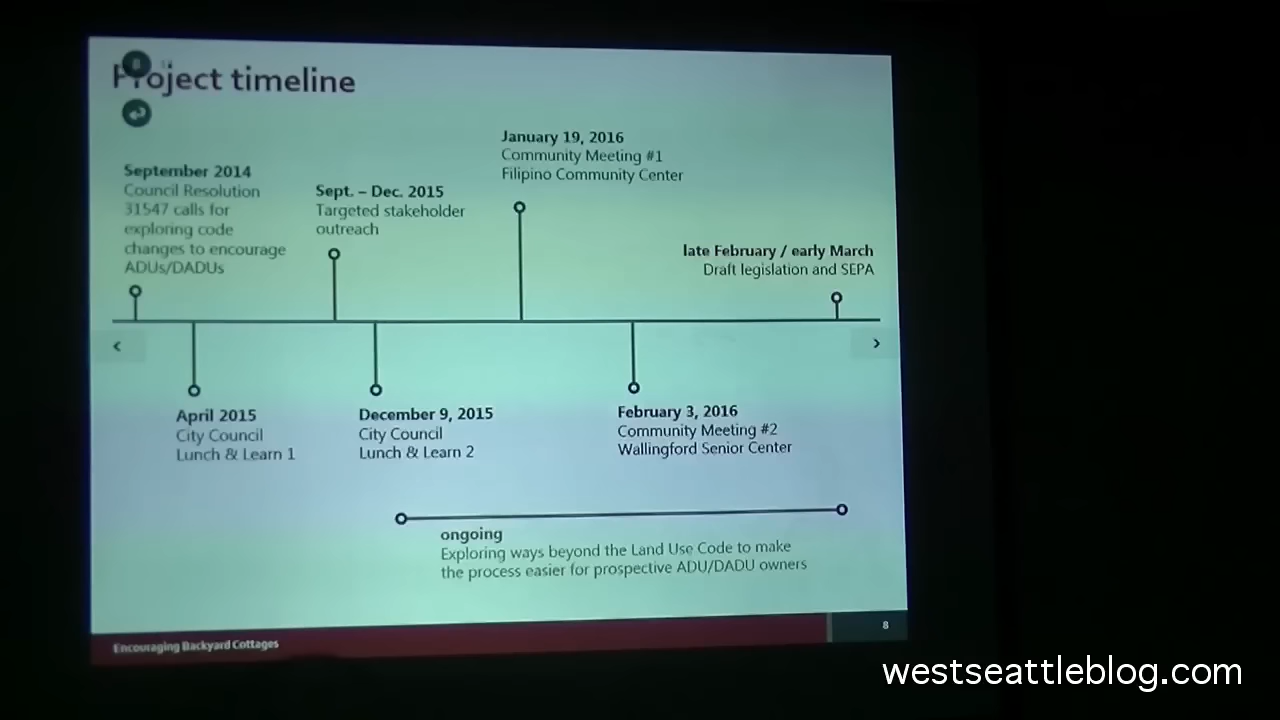 Project timeline
January 19, 2016
Community Meeting #1
Filipino Community Center
September 2014
Council Resolution
31547 calls for
exploring code
changes to encourage
ADUs/DADUs
Sept. – Dec. 2015
Targeted stakeholder
outreach
late February / early March
Draft legislation and SEPA
April 2015
City Council
Lunch & Learn 1
December 9, 2015
City Council
Lunch & Learn 2
February 3, 2016
Community Meeting #2
Wallingford Senior Center
ongoing
Exploring ways beyond the Land Use Code to make
the process easier for prospective ADU/DADU owners
Encouraging Backyard Cottages
8
westseattleblog.com